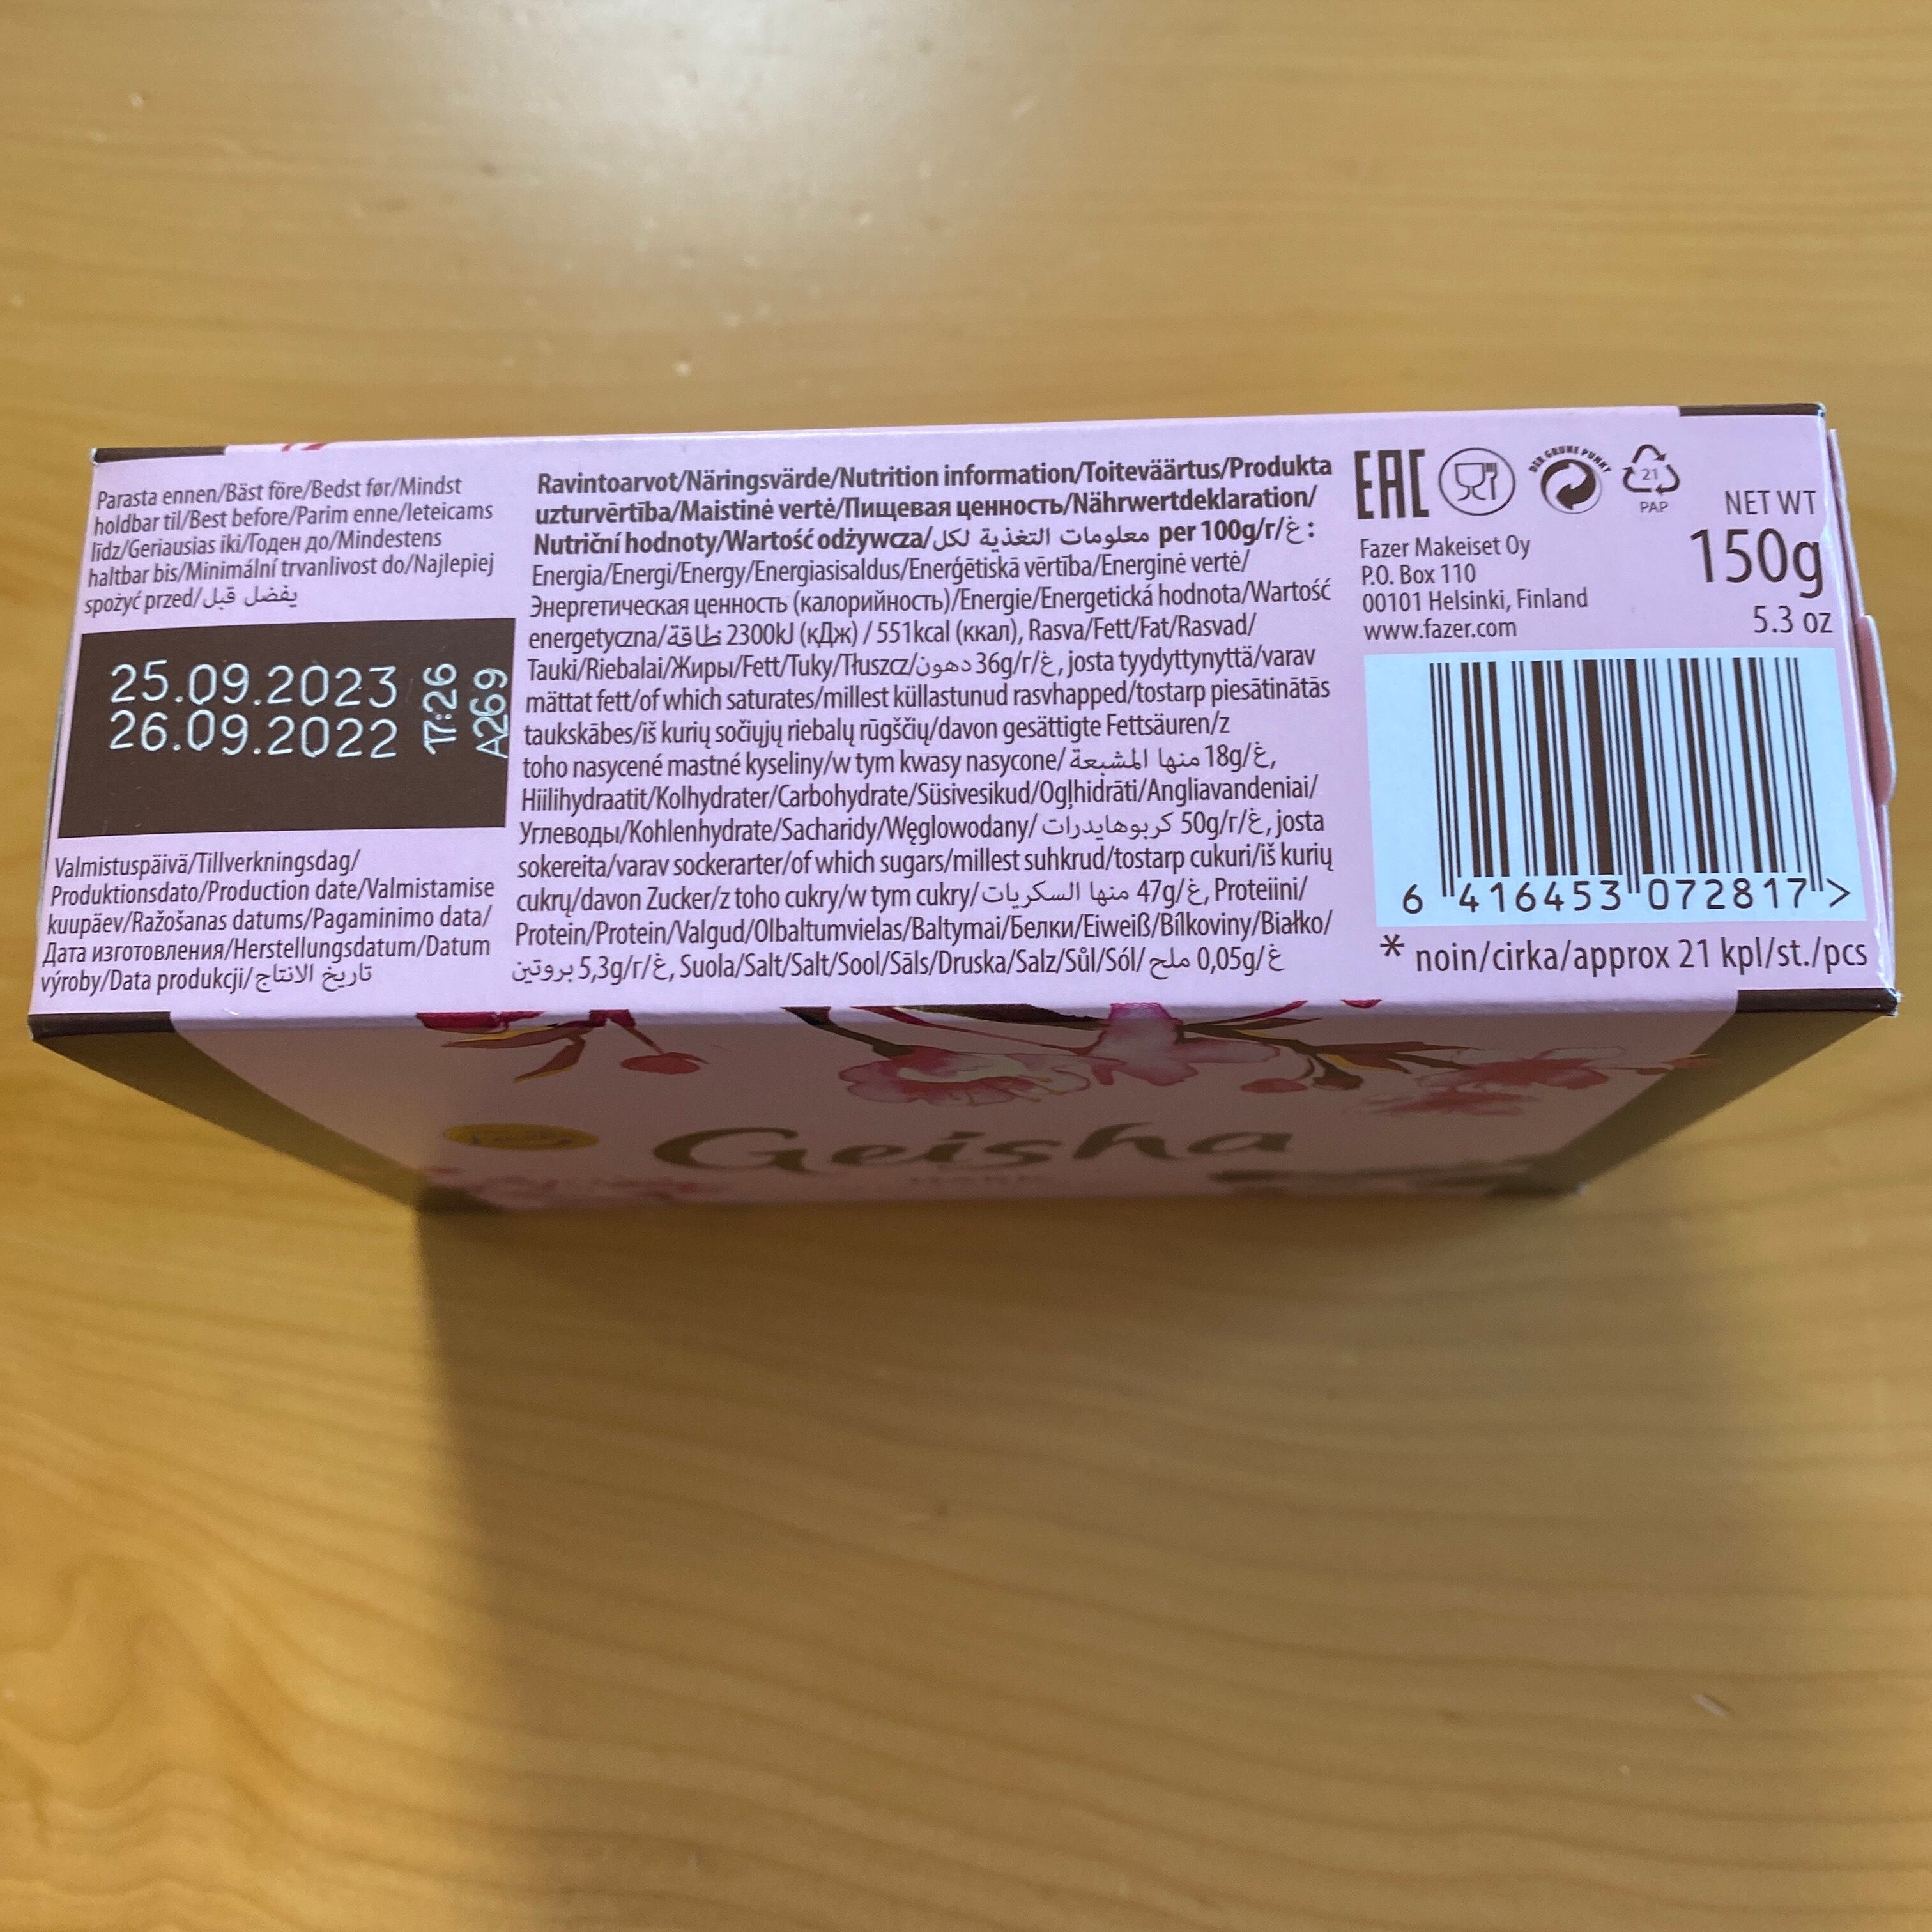 Parasta ennen/Bäst före/Bedst før/Mindst
holdbar til/Best before/Parim enne/Ieteicams
līdz/Geriausias iki/Годен до/Mindestens
haltbar bis/Minimální trvanlivost do/Najlepiej
spożyć przed/يفضل قبل
25.09.2023
26.09.2022
17:26
A269
Valmistuspäivä/Tillverkningsdag/
Produktionsdato/Production date/Valmistamise
kuupäev/Ražošanas datums/Pagaminimo data/
Дата изготовления/Herstellungsdatum/Datum
výroby/Data produkcji/تاريخ الانتاج
Ravintoarvot/Näringsvärde/Nutrition information/Toiteväärtus/Produkta
uzturvērtība/Maistinė vertė/Пищевая ценность/Nährwertdeklaration/
Nutriční hodnoty/Wartość odżywcza/معلومات التغذية لكل per 100g/г/غ:
Energia/Energi/Energy/Energiasisaldus/Enerģētiskā vērtība/Energinė vertė/
Энергетическая ценность (калорийность)/Energie/Energetická hodnota/Wartość
energetyczna/طاقة 2300kJ (кДж) / 551kcal (ккал), Rasva/Fett/Fat/Rasvad/
Tauki/Riebalai/Жиры/Fett/Tuky/Tłuszcz/دهون 36g/г/غ, josta tyydyttynyttä/varav
mättat fett/of which saturates/millest küllastunud rasvhapped/tostarp piesātinātās
taukskābes/iš kurių sočiųjų riebalų rūgščių/davon gesättigte Fettsäuren/z
toho nasycené mastné kyseliny/w tym kwasy nasycone/منها المشبعة 18g/غ,
Hiilihydraatit/Kolhydrater/Carbohydrate/Süsivesikud/Ogļhidrāti/Angliavandeniai/
Углеводы/Kohlenhydrate/Sacharidy/Węglowodany/كربوهايدرات 50g/г/غ, josta
sokereita/varav sockerarter/of which sugars/millest suhkrud/tostarp cukuri/iš kurių
cukrų/davon Zucker/z toho cukry/w tym cukry/منها السكريات 47g/غ, Proteiini/
Protein/Protein/Valgud/Olbaltumvielas/Baltymai/Белки/Eiweiß/Bílkoviny/Białko/
بروتين 5,3g/г/غ, Suola/Salt/Salt/Sool/Sāls/Druska/Salz/Sůl/Sól/ملح 0,05g/غ
EAC
DER GRÜNE PUNKT
21
PAP
NET WT
150g
5.3 oz
Fazer Makeiset Oy
P.O. Box 110
00101 Helsinki, Finland
www.fazer.com
6 416453 072817 >
* noin/cirka/approx 21 kpl/st./pcs
Fazer
Geisha